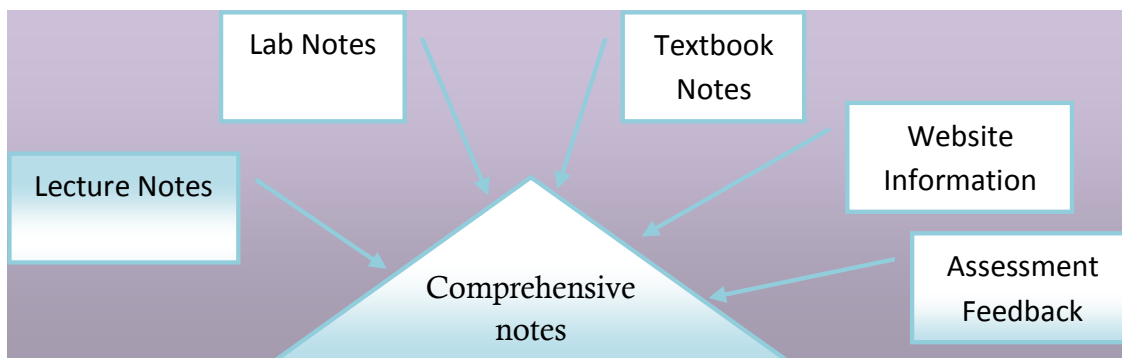 Lab Notes
Textbook
Notes
Website
Information
Lecture Notes
Assessment
Feedback
Comprehensive
notes